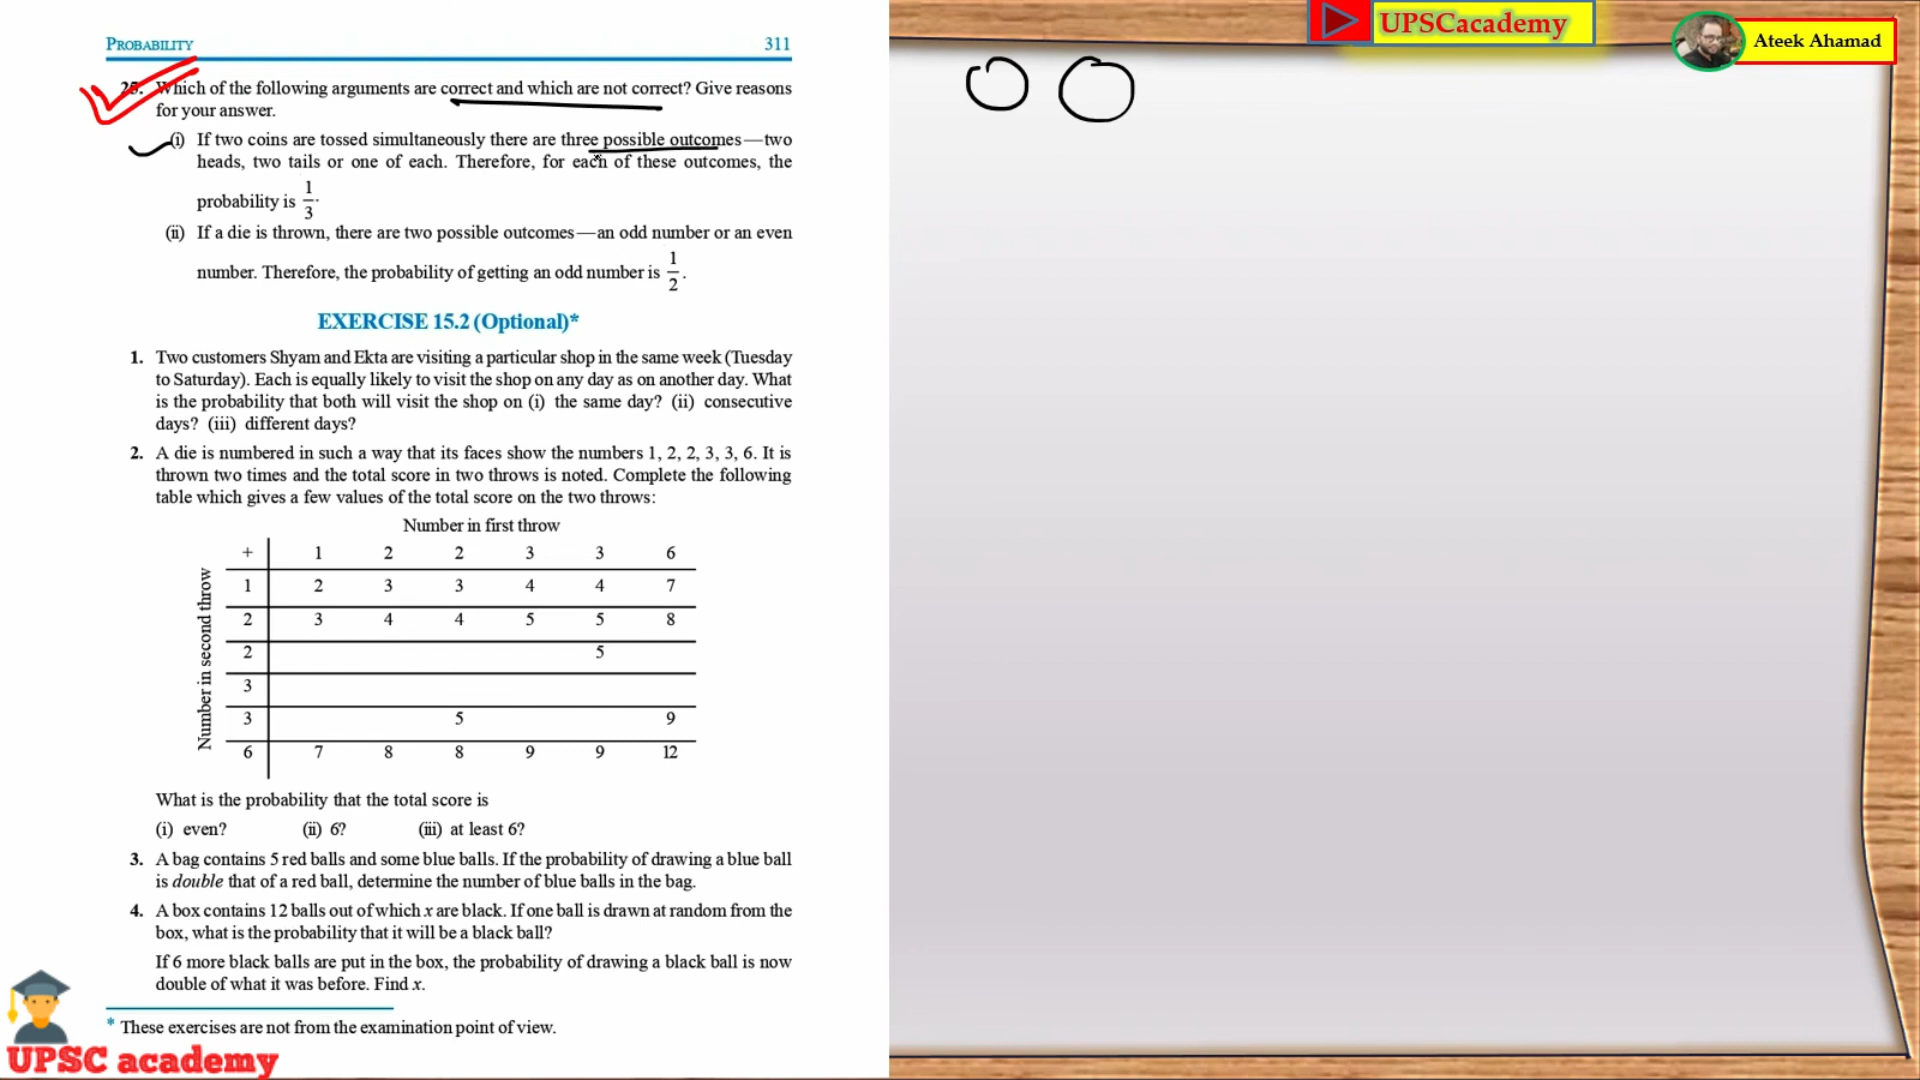 PROBABILITY 311
25. Which of the following arguments are correct and which are not correct? Give reasons
for your answer.
(i) If two coins are tossed simultaneously there are three possible outcomes—two
heads, two tails or one of each. Therefore, for each of these outcomes, the
probability is 1/3.
(ii) If a die is thrown, there are two possible outcomes—an odd number or an even
number. Therefore, the probability of getting an odd number is 1/2.
EXERCISE 15.2 (Optional)*
1. Two customers Shyam and Ekta are visiting a particular shop in the same week (Tuesday
to Saturday). Each is equally likely to visit the shop on any day as on another day. What
is the probability that both will visit the shop on (i) the same day? (ii) consecutive
days? (iii) different days?
2. A die is numbered in such a way that its faces show the numbers 1, 2, 2, 3, 3, 6. It is
thrown two times and the total score in two throws is noted. Complete the following
table which gives a few values of the total score on the two throws:
Number in first throw
Number in second throw
+ 1 2 2 3 3 6
1 2 3 3 4 4 7
2 3 4 4 5 5 8
2 5
3
3 5 9
6 7 8 8 9 9 12
What is the probability that the total score is
(i) even? (ii) 6? (iii) at least 6?
3. A bag contains 5 red balls and some blue balls. If the probability of drawing a blue ball
is double that of a red ball, determine the number of blue balls in the bag.
4. A box contains 12 balls out of which x are black. If one ball is drawn at random from the
box, what is the probability that it will be a black ball?
If 6 more black balls are put in the box, the probability of drawing a black ball is now
double of what it was before. Find x.
* These exercises are not from the examination point of view.
UPSC academy
UPSCacademy
Ateek Ahamad